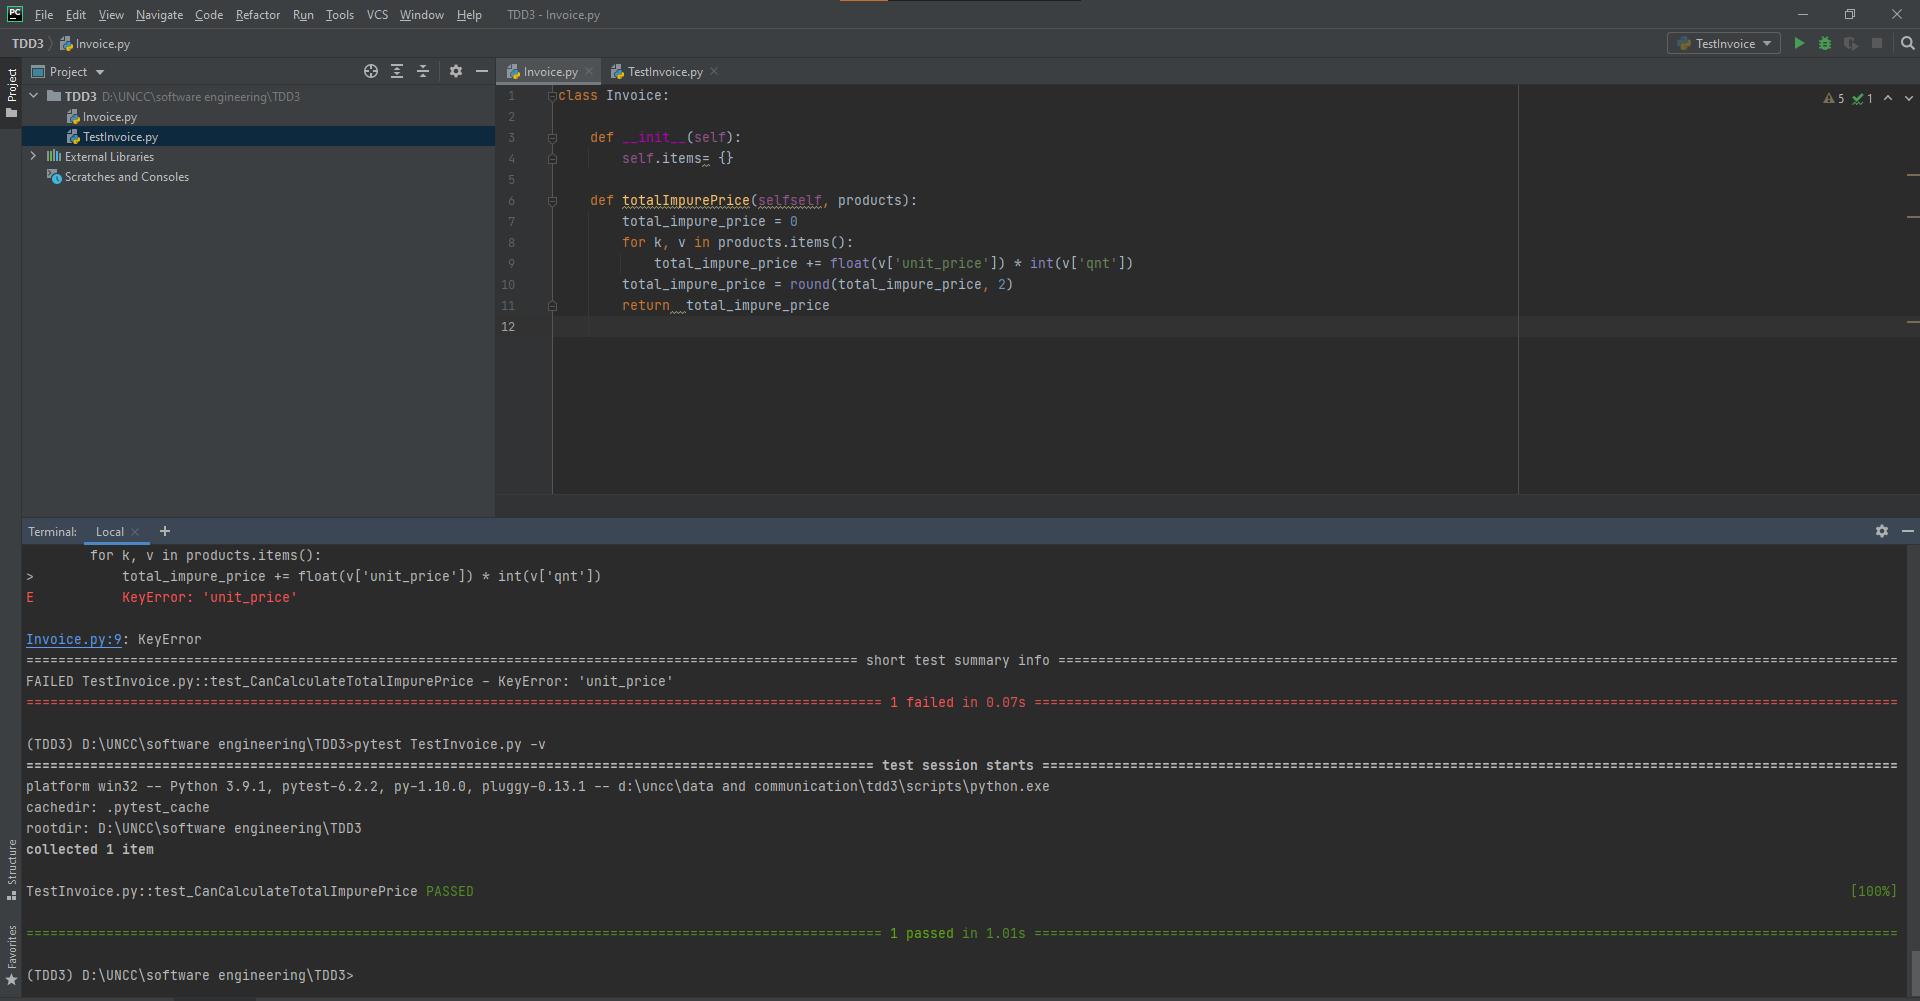 PC File Edit View Navigate Code Refactor Run Tools VCS Window Help TDD3 - Invoice.py
TDD3 Invoice.py TestInvoice
Project Invoice.py TestInvoice.py
Project
TDD3 D:\UNCC\software engineering\TDD3
Invoice.py
TestInvoice.py
External Libraries
Scratches and Consoles
5 1
1 class Invoice:
2
3 def __init__(self):
4 self.items= {}
5
6 def totalImpurePrice(selfself, products):
7 total_impure_price = 0
8 for k, v in products.items():
9 total_impure_price += float(v['unit_price']) * int(v['qnt'])
10 total_impure_price = round(total_impure_price, 2)
11 return  total_impure_price
12
Terminal: Local +
for k, v in products.items():
> total_impure_price += float(v['unit_price']) * int(v['qnt'])
E KeyError: 'unit_price'
Invoice.py:9: KeyError
======== short test summary info ========
FAILED TestInvoice.py::test_CanCalculateTotalImpurePrice - KeyError: 'unit_price'
======== 1 failed in 0.07s ========
(TDD3) D:\UNCC\software engineering\TDD3>pytest TestInvoice.py -v
======== test session starts ========
platform win32 -- Python 3.9.1, pytest-6.2.2, py-1.10.0, pluggy-0.13.1 -- d:\uncc\data and communication\tdd3\scripts\python.exe
cachedir: .pytest_cache
rootdir: D:\UNCC\software engineering\TDD3
collected 1 item
TestInvoice.py::test_CanCalculateTotalImpurePrice PASSED [100%]
======== 1 passed in 1.01s ========
(TDD3) D:\UNCC\software engineering\TDD3>
Structure
Favorites